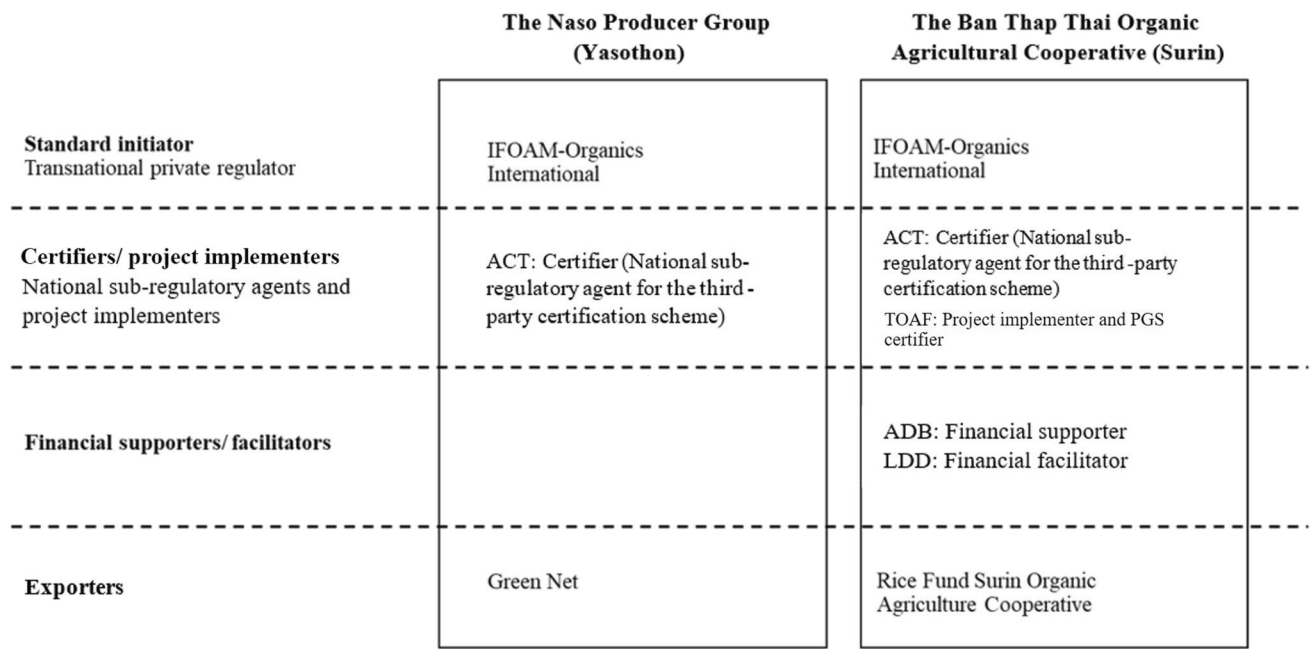 The Naso Producer Group
(Yasothon)
The Ban Thap Thai Organic
Agricultural Cooperative (Surin)
Standard initiator
Transnational private regulator
IFOAM-Organics
International
IFOAM-Organics
International
Certifiers/ project implementers
National sub-regulatory agents and
project implementers
ACT: Certifier (National sub-
regulatory agent for the third -
party certification scheme)
ACT: Certifier (National sub-
regulatory agent for the third -party
certification scheme)
TOAF: Project implementer and PGS
certifier
Financial supporters/ facilitators
ADB: Financial supporter
LDD: Financial facilitator
Exporters
Green Net
Rice Fund Surin Organic
Agriculture Cooperative